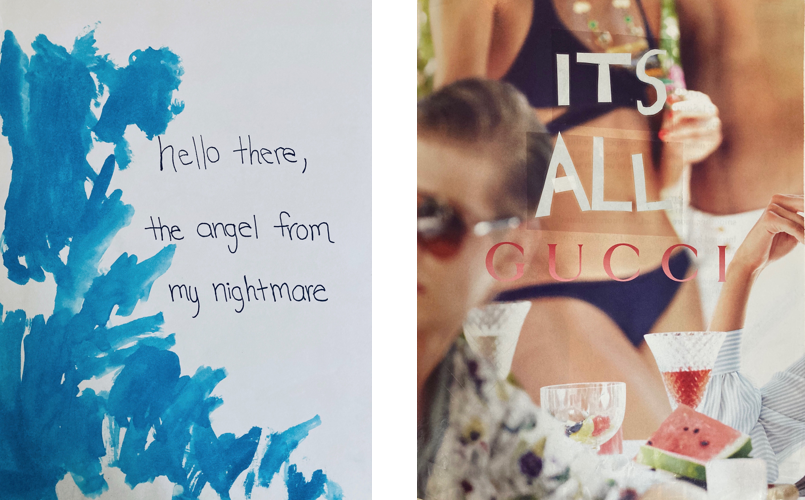 hello there,
the angel from
my nightmare
ITS
ALL
GUCCI